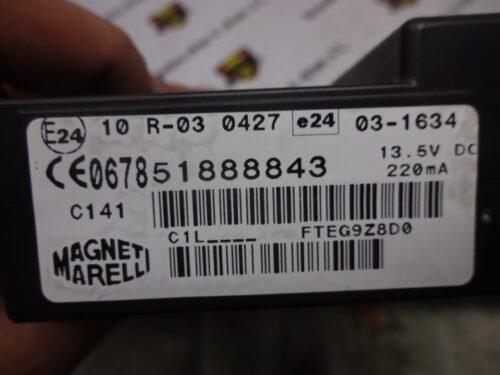 E24 10 R-03 0427 e24 03-1634
CE0678 51888843 13.5V DC
220mA
C141
C1L____ FTEG9Z8D0
MAGNETI
MARELLI